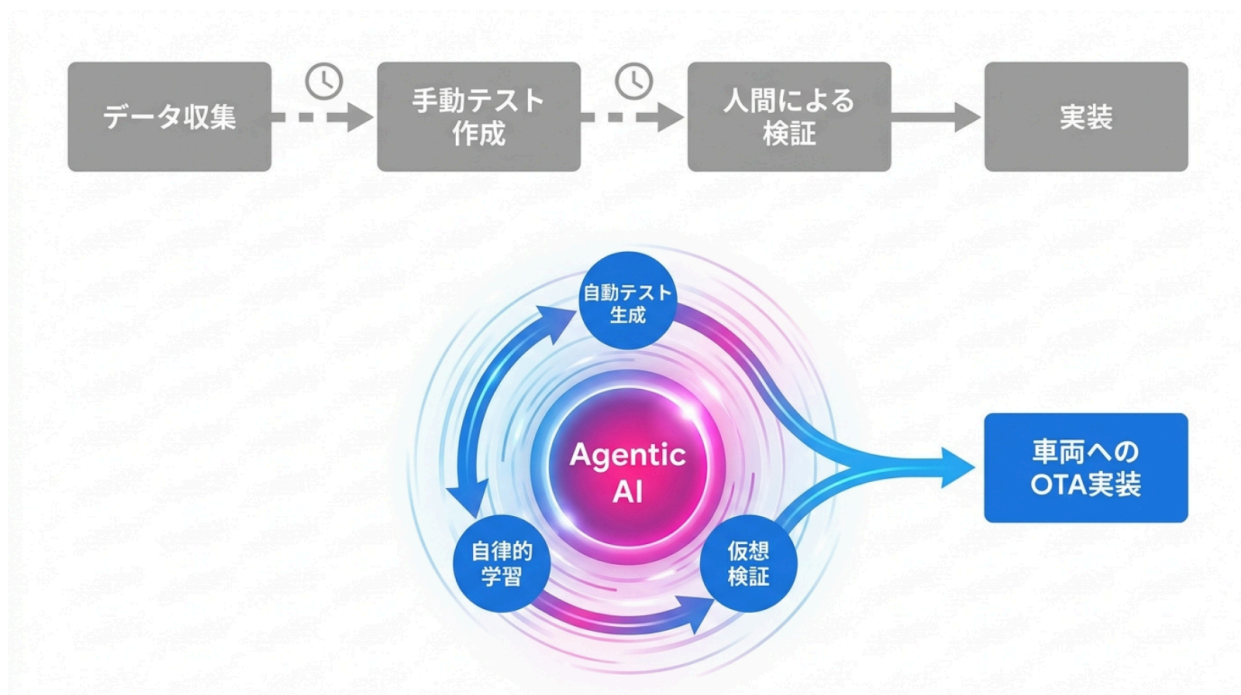 データ収集
手動テスト
作成
人間による
検証
実装
自動テスト
生成
Agentic
AI
自律的
学習
仮想
検証
車両への
OTA実装